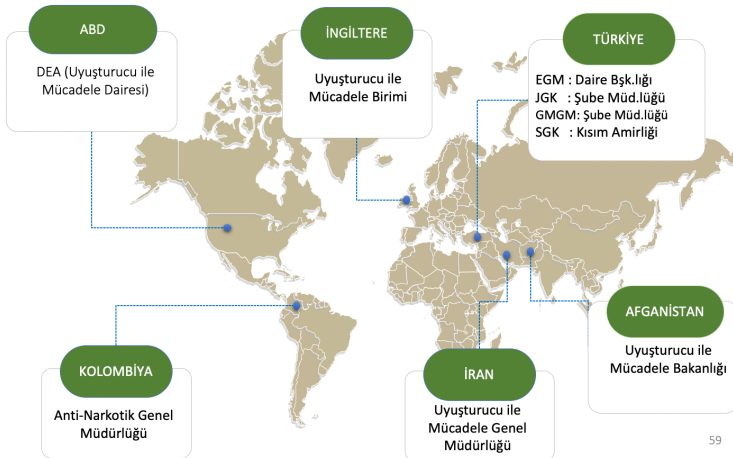 ABD
DEA (Uyuşturucu ile
Mücadele Dairesi)
İNGİLTERE
Uyuşturucu ile
Mücadele Birimi
TÜRKİYE
EGM : Daire Bşk.lığı
JGK : Şube Müd.lüğü
GMGM: Şube Müd.lüğü
SGK : Kısım Amirliği
KOLOMBİYA
Anti-Narkotik Genel
Müdürlüğü
İRAN
Uyuşturucu ile
Mücadele Genel
Müdürlüğü
AFGANİSTAN
Uyuşturucu ile
Mücadele Bakanlığı
59